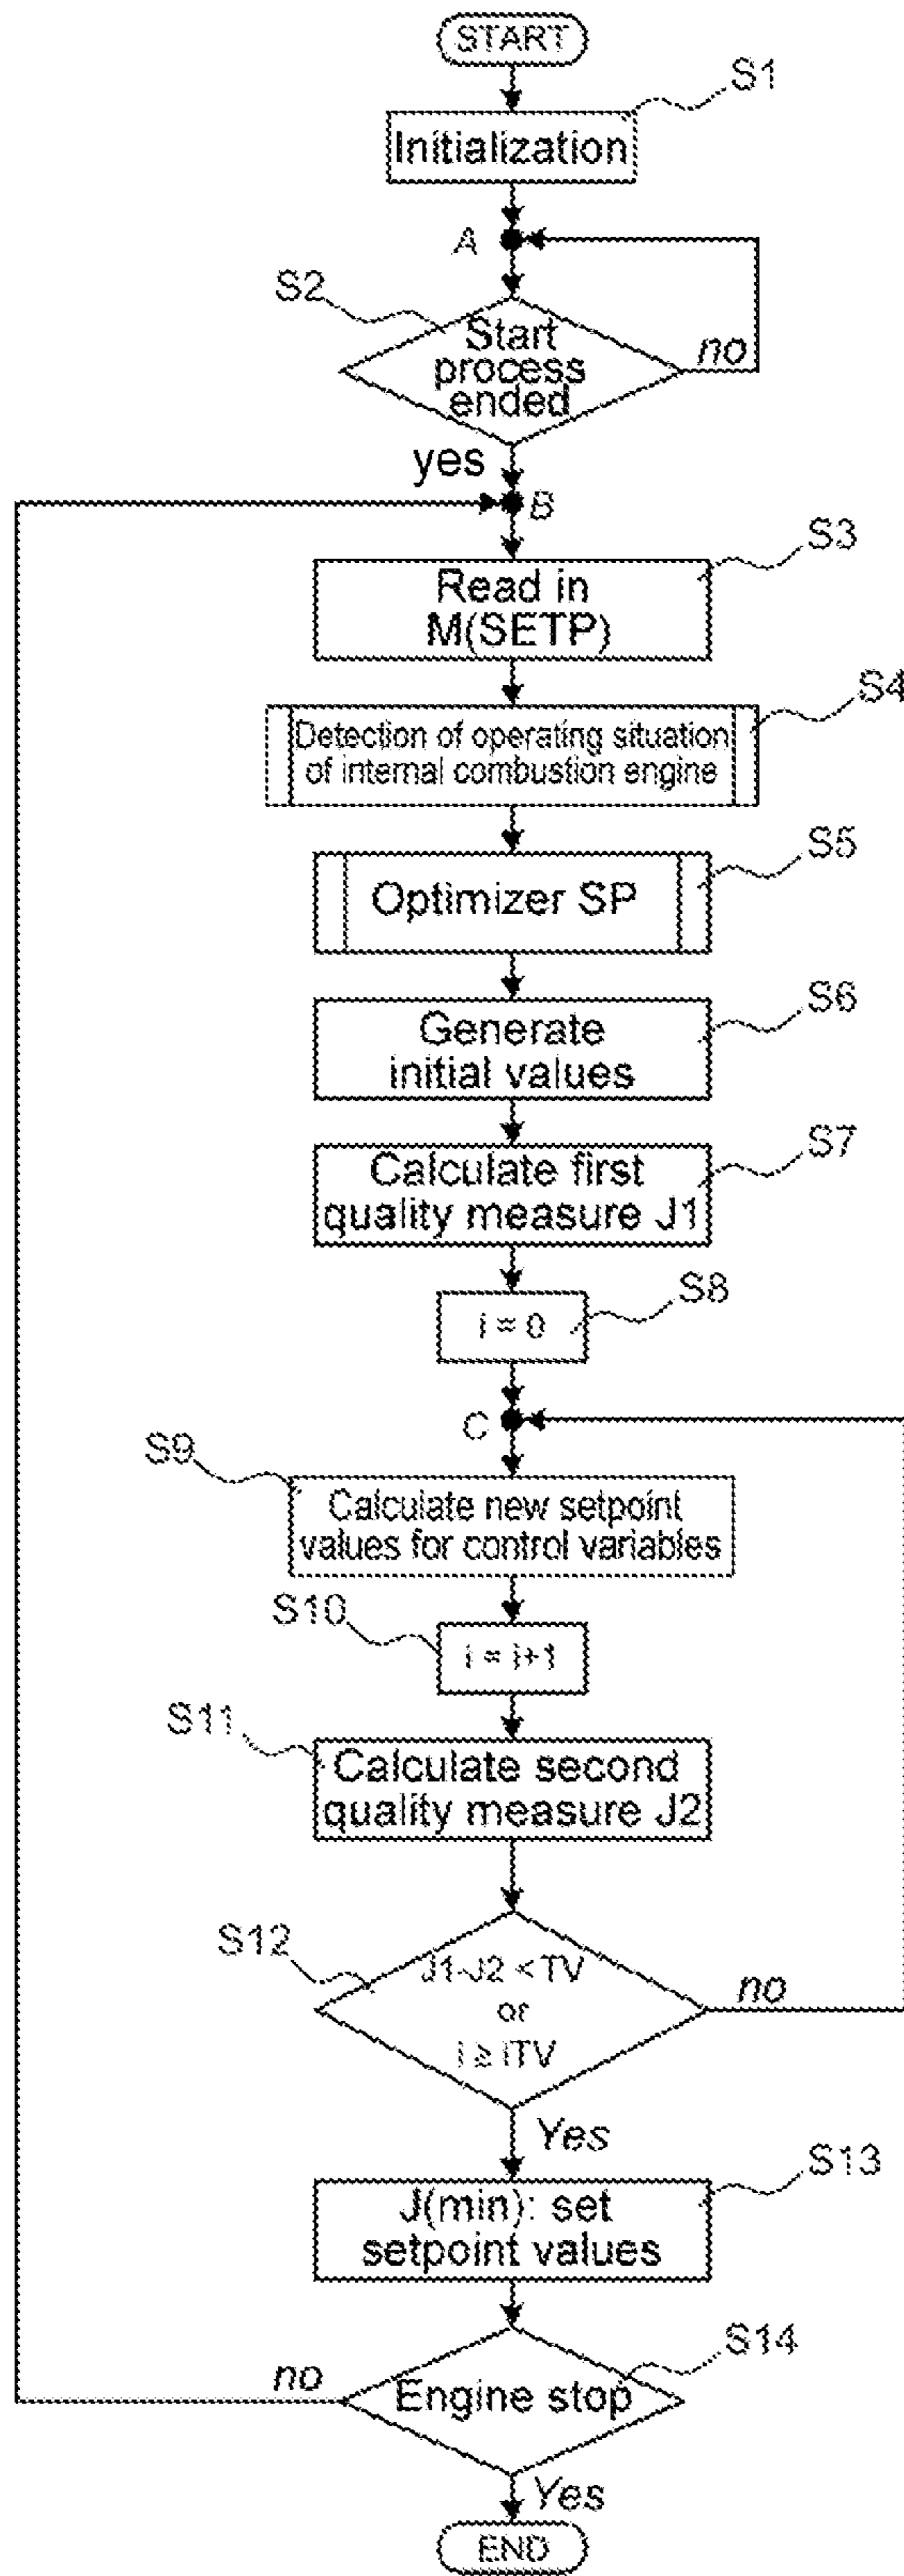 START
S1
Initialization
A
S2
Start
process
ended
no
yes
B
S3
Read in
M(SETP)
S4
Detection of operating situation
of internal combustion engine
S5
Optimizer SP
S6
Generate
initial values
S7
Calculate first
quality measure J1
S8
i = 0
C
S9
Calculate new setpoint
values for control variables
S10
i = i+1
S11
Calculate second
quality measure J2
S12
J1-J2 <TV
or
i ≥ iTV
no
Yes
S13
J(min): set
setpoint values
S14
Engine stop
no
Yes
END